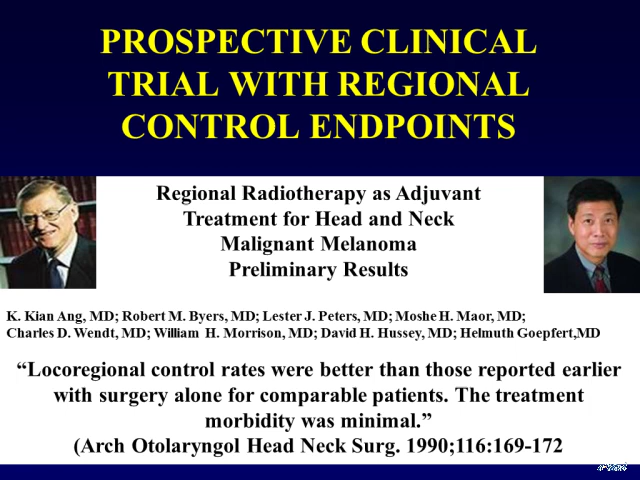 PROSPECTIVE CLINICAL
TRIAL WITH REGIONAL
CONTROL ENDPOINTS
Regional Radiotherapy as Adjuvant
Treatment for Head and Neck
Malignant Melanoma
Preliminary Results
K. Kian Ang, MD; Robert M. Byers, MD; Lester J. Peters, MD; Moshe H. Maor, MD;
Charles D. Wendt, MD; William H. Morrison, MD; David H. Hussey, MD; Helmuth Goepfert,MD
“Locoregional control rates were better than those reported earlier
with surgery alone for comparable patients. The treatment
morbidity was minimal.”
(Arch Otolaryngol Head Neck Surg. 1990;116:169-172